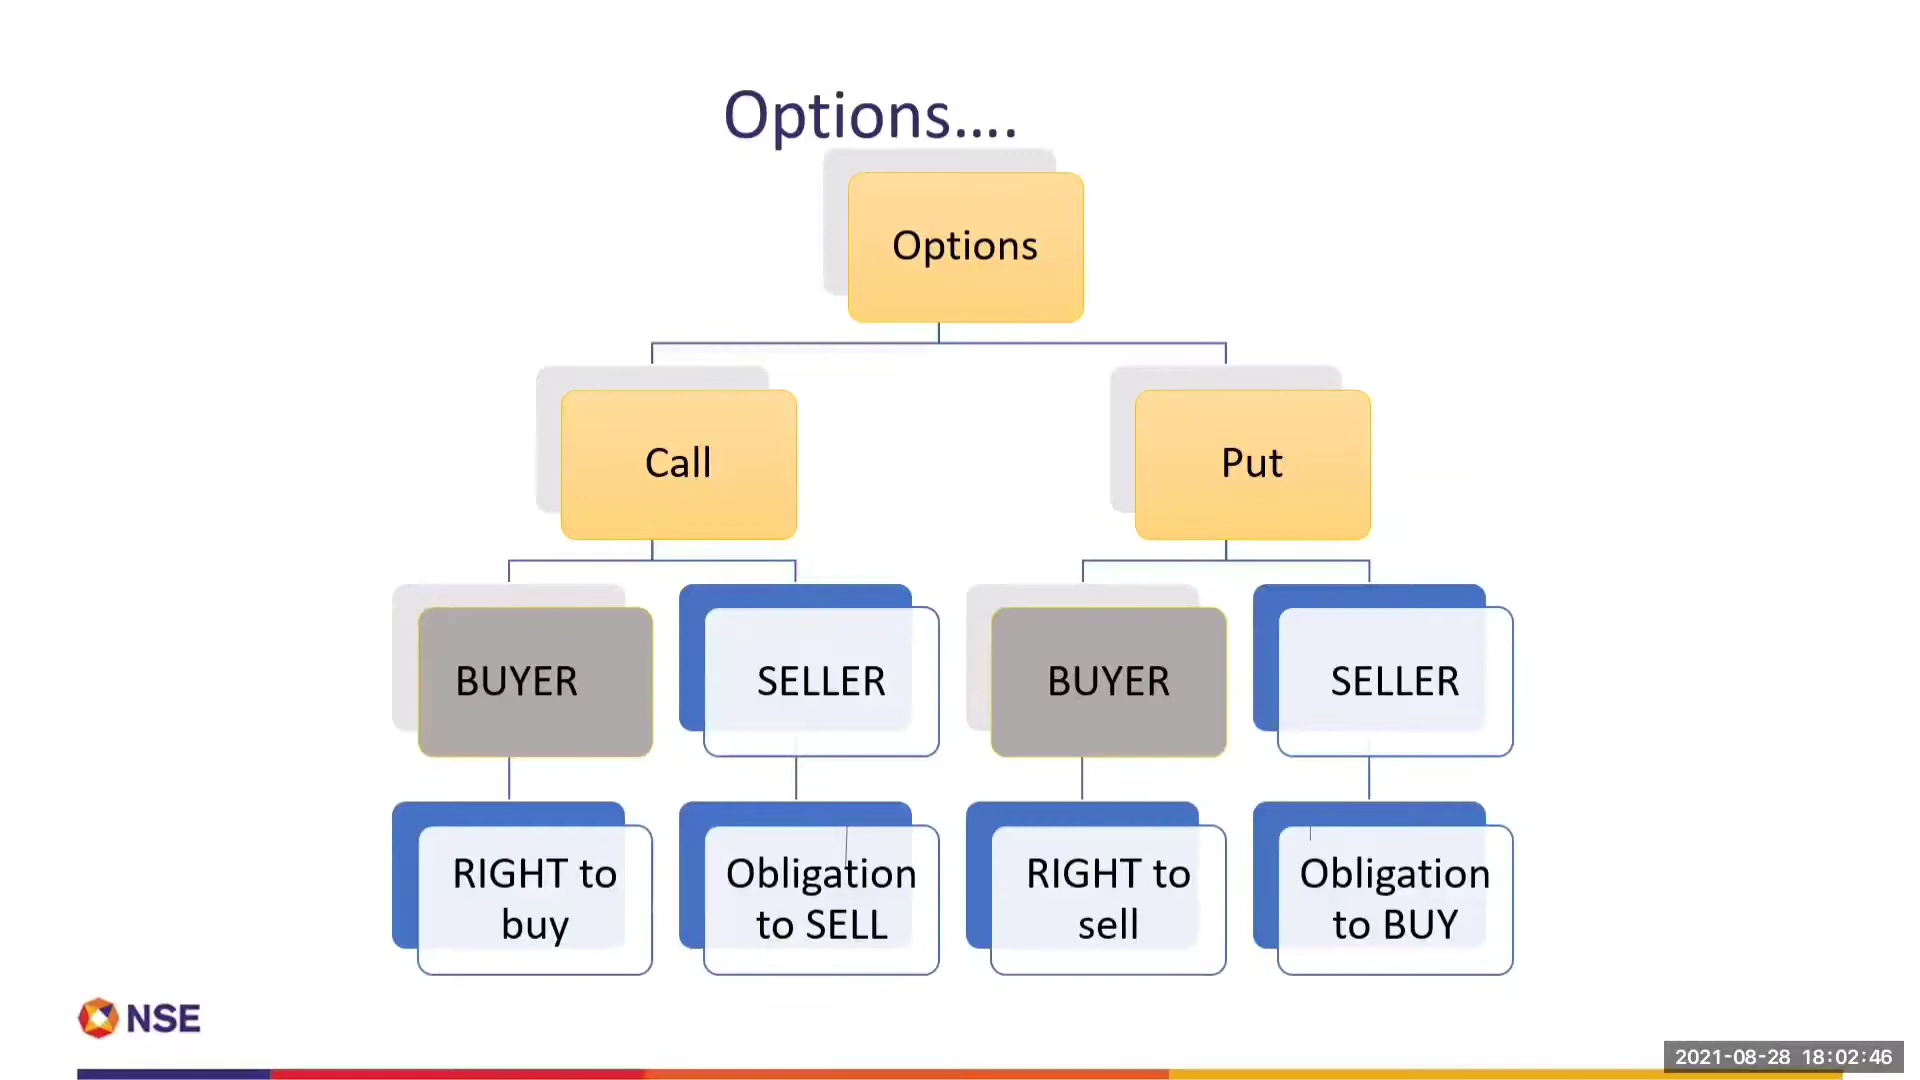 Options....
Options
Call
Put
BUYER
SELLER
BUYER
SELLER
RIGHT to
buy
Obligation
to SELL
RIGHT to
sell
Obligation
to BUY
NSE
2021-08-28 18:02:46